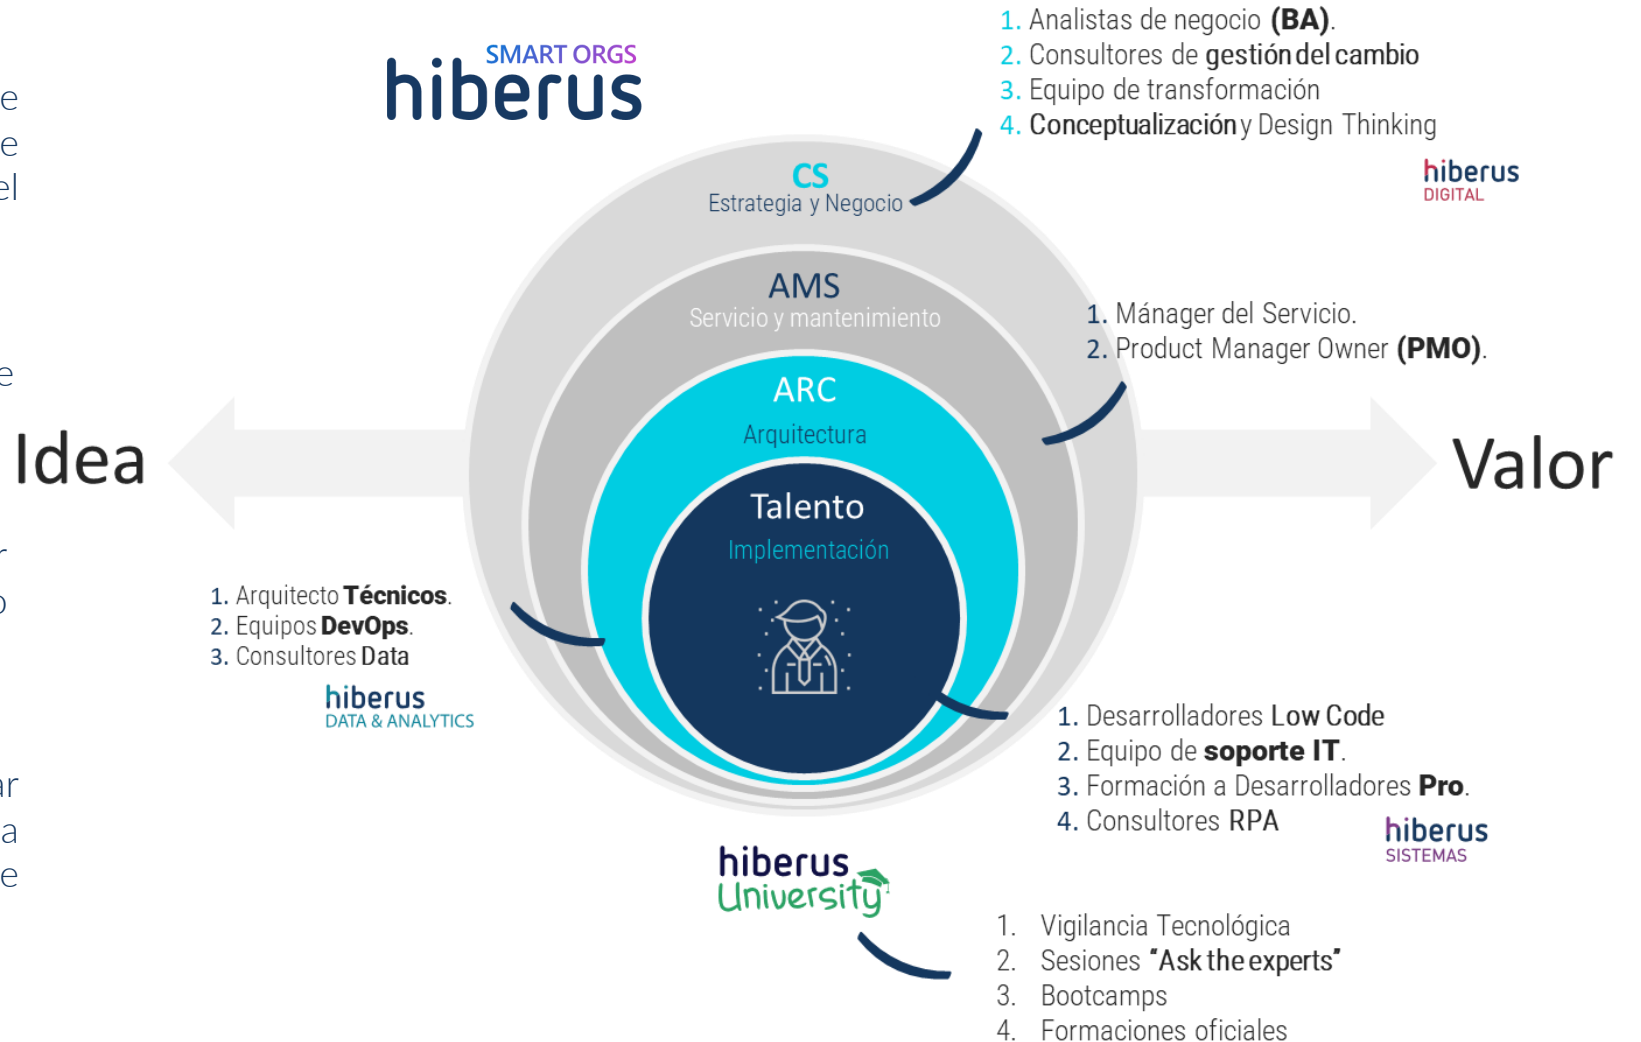 SMART ORGS
hiberus
1. Analistas de negocio (BA).
2. Consultores de gestión del cambio
3. Equipo de transformación
4. Conceptualización y Design Thinking
hiberus
DIGITAL
CS
Estrategia y Negocio
AMS
Servicio y mantenimiento
1. Mánager del Servicio.
2. Product Manager Owner (PMO).
ARC
Arquitectura
Idea
Valor
Talento
Implementación
1. Arquitecto Técnicos.
2. Equipos DevOps.
3. Consultores Data
hiberus
DATA & ANALYTICS
1. Desarrolladores Low Code
2. Equipo de soporte IT.
3. Formación a Desarrolladores Pro.
4. Consultores RPA
hiberus
SISTEMAS
hiberus
University
1. Vigilancia Tecnológica
2. Sesiones "Ask the experts"
3. Bootcamps
4. Formaciones oficiales